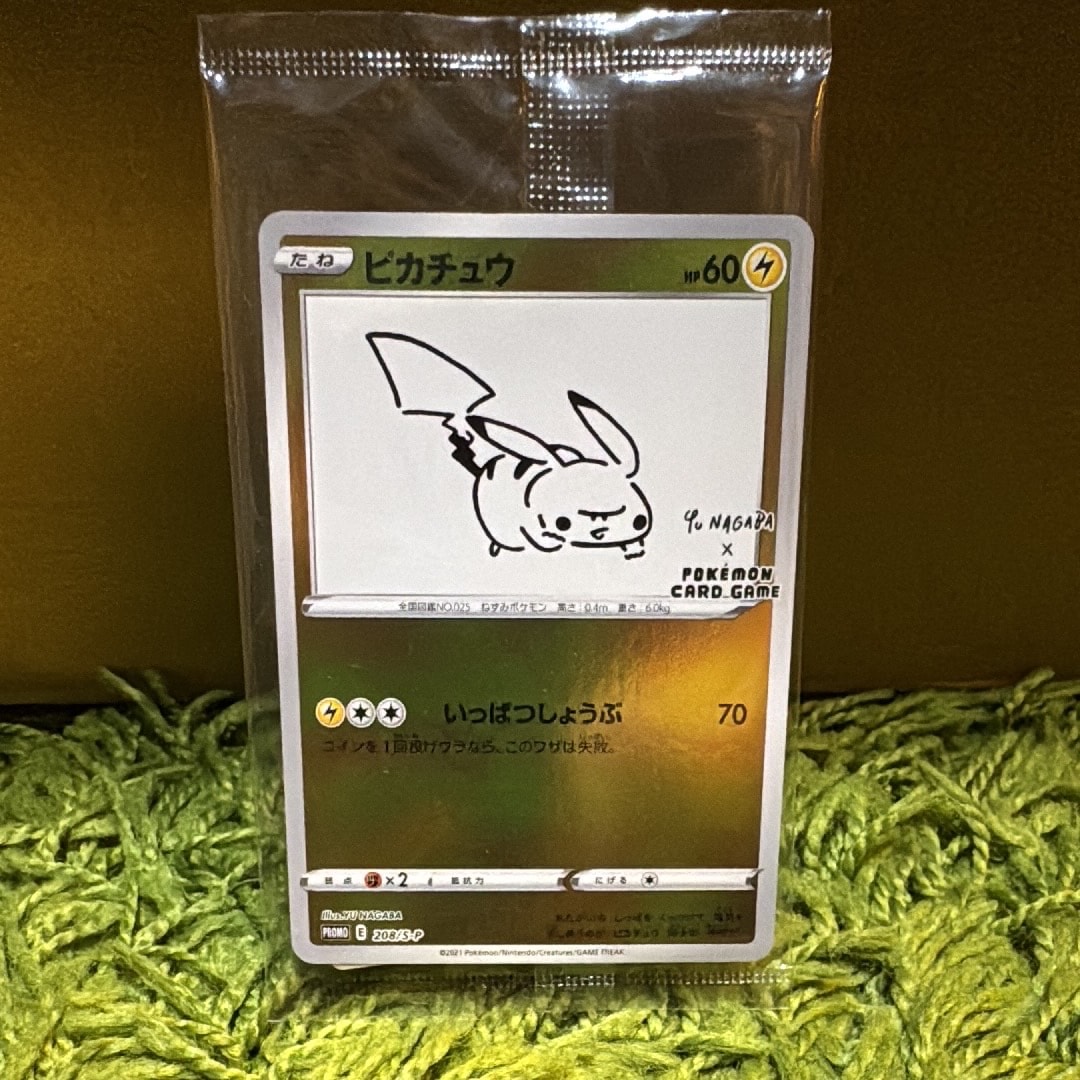 たね ピカチュウ HP60
Yu NAGABA
×
POKÉMON
CARD GAME
全国図鑑NO.025 ねずみポケモン 高さ:0.4m 重さ:6.0kg
いっぱつしょうぶ 70
コインを1回投げウラなら、このワザは失敗。
弱点 ×2 抵抗力 にげる
illus.YU NAGABA
PROMO E 208/S-P
©2021 Pokémon/Nintendo/Creatures/GAME FREAK